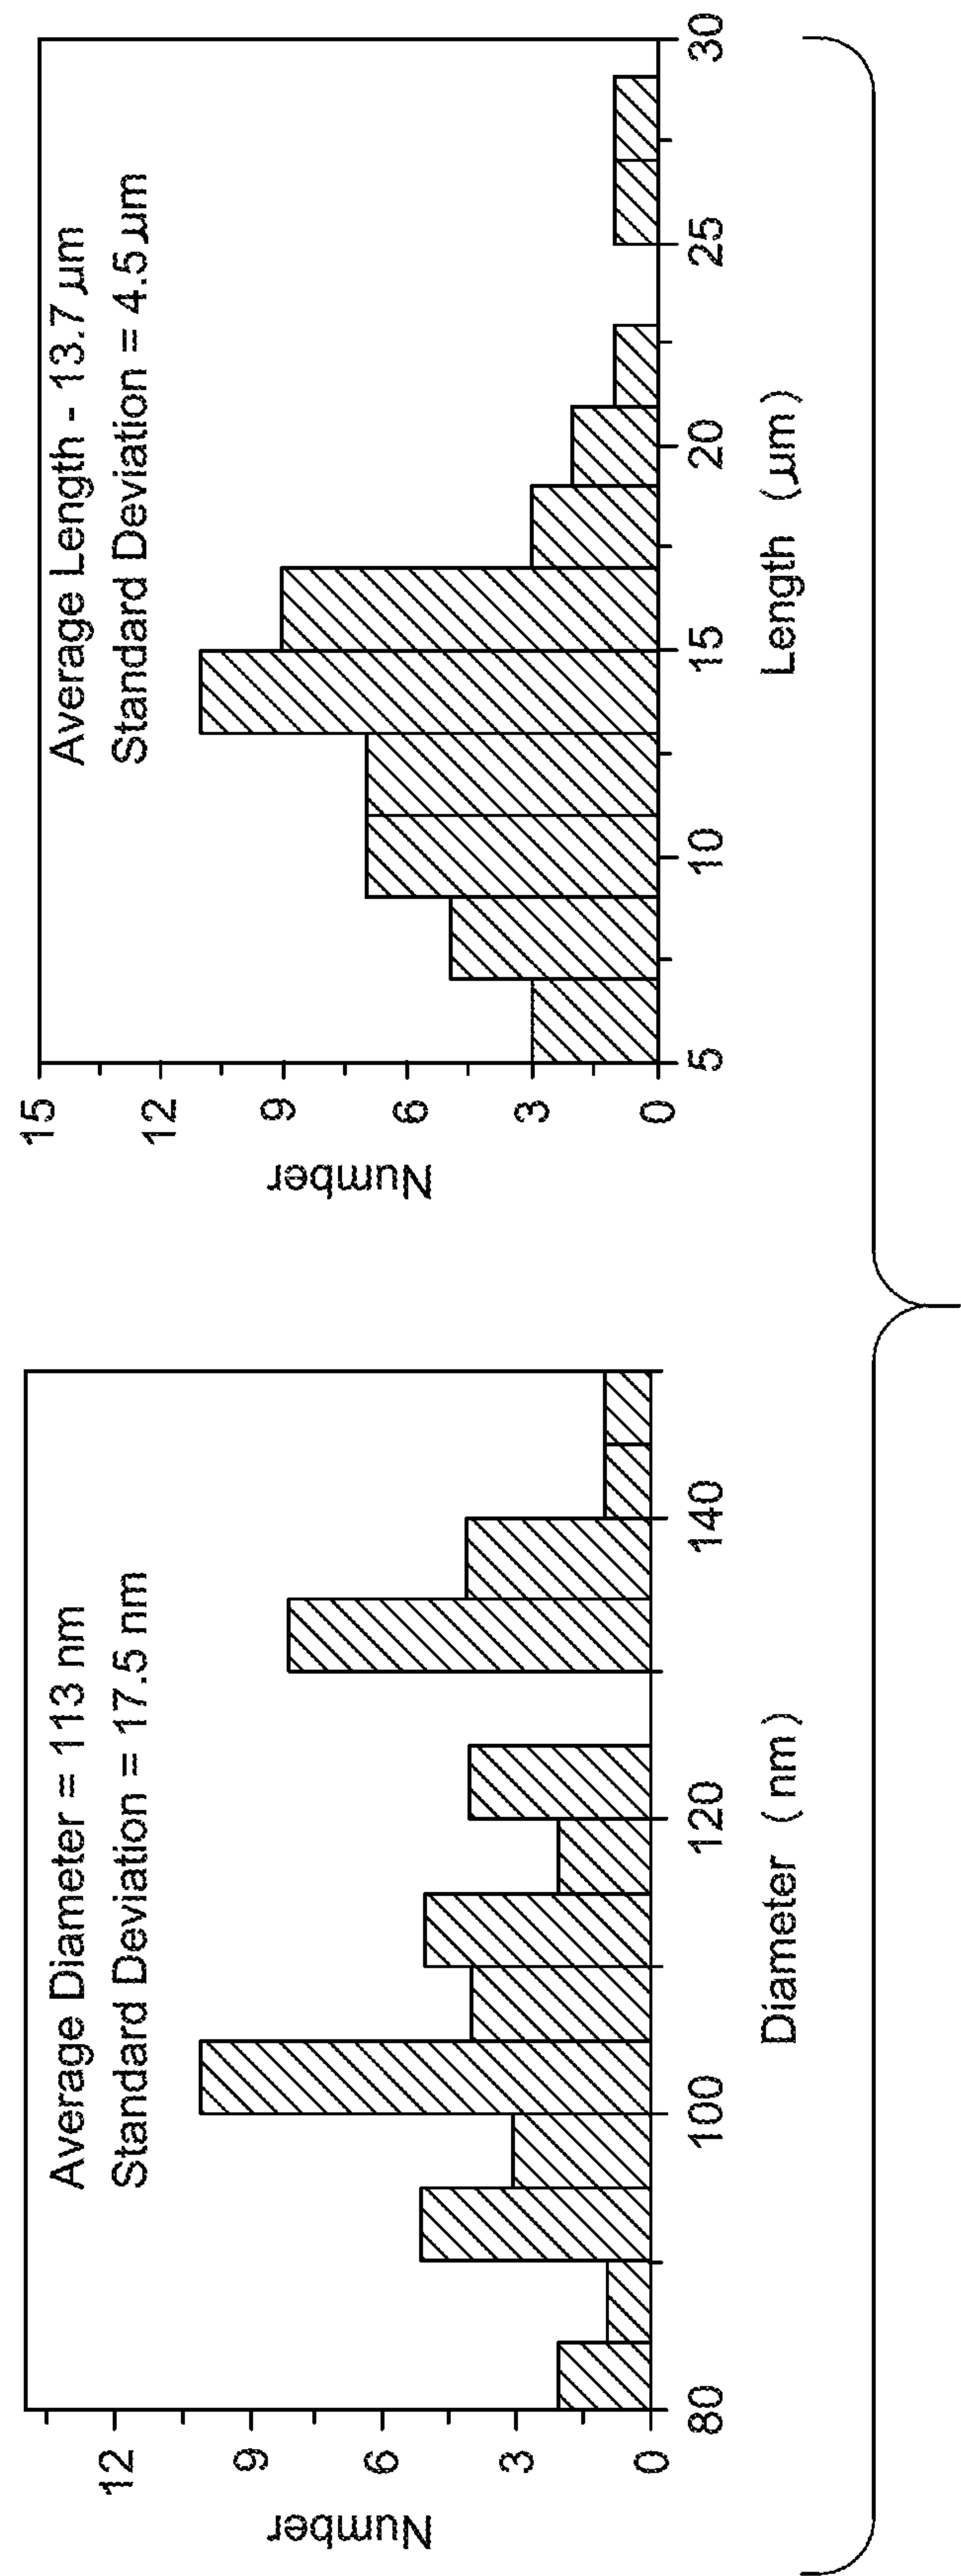 Average Diameter = 113 nm
Standard Deviation = 17.5 nm
Number
12
9
6
3
0
80
100
120
140
Diameter (nm)
Average Length - 13.7 µm
Standard Deviation = 4.5 µm
Number
15
12
9
6
3
0
5
10
15
20
25
30
Length (µm)